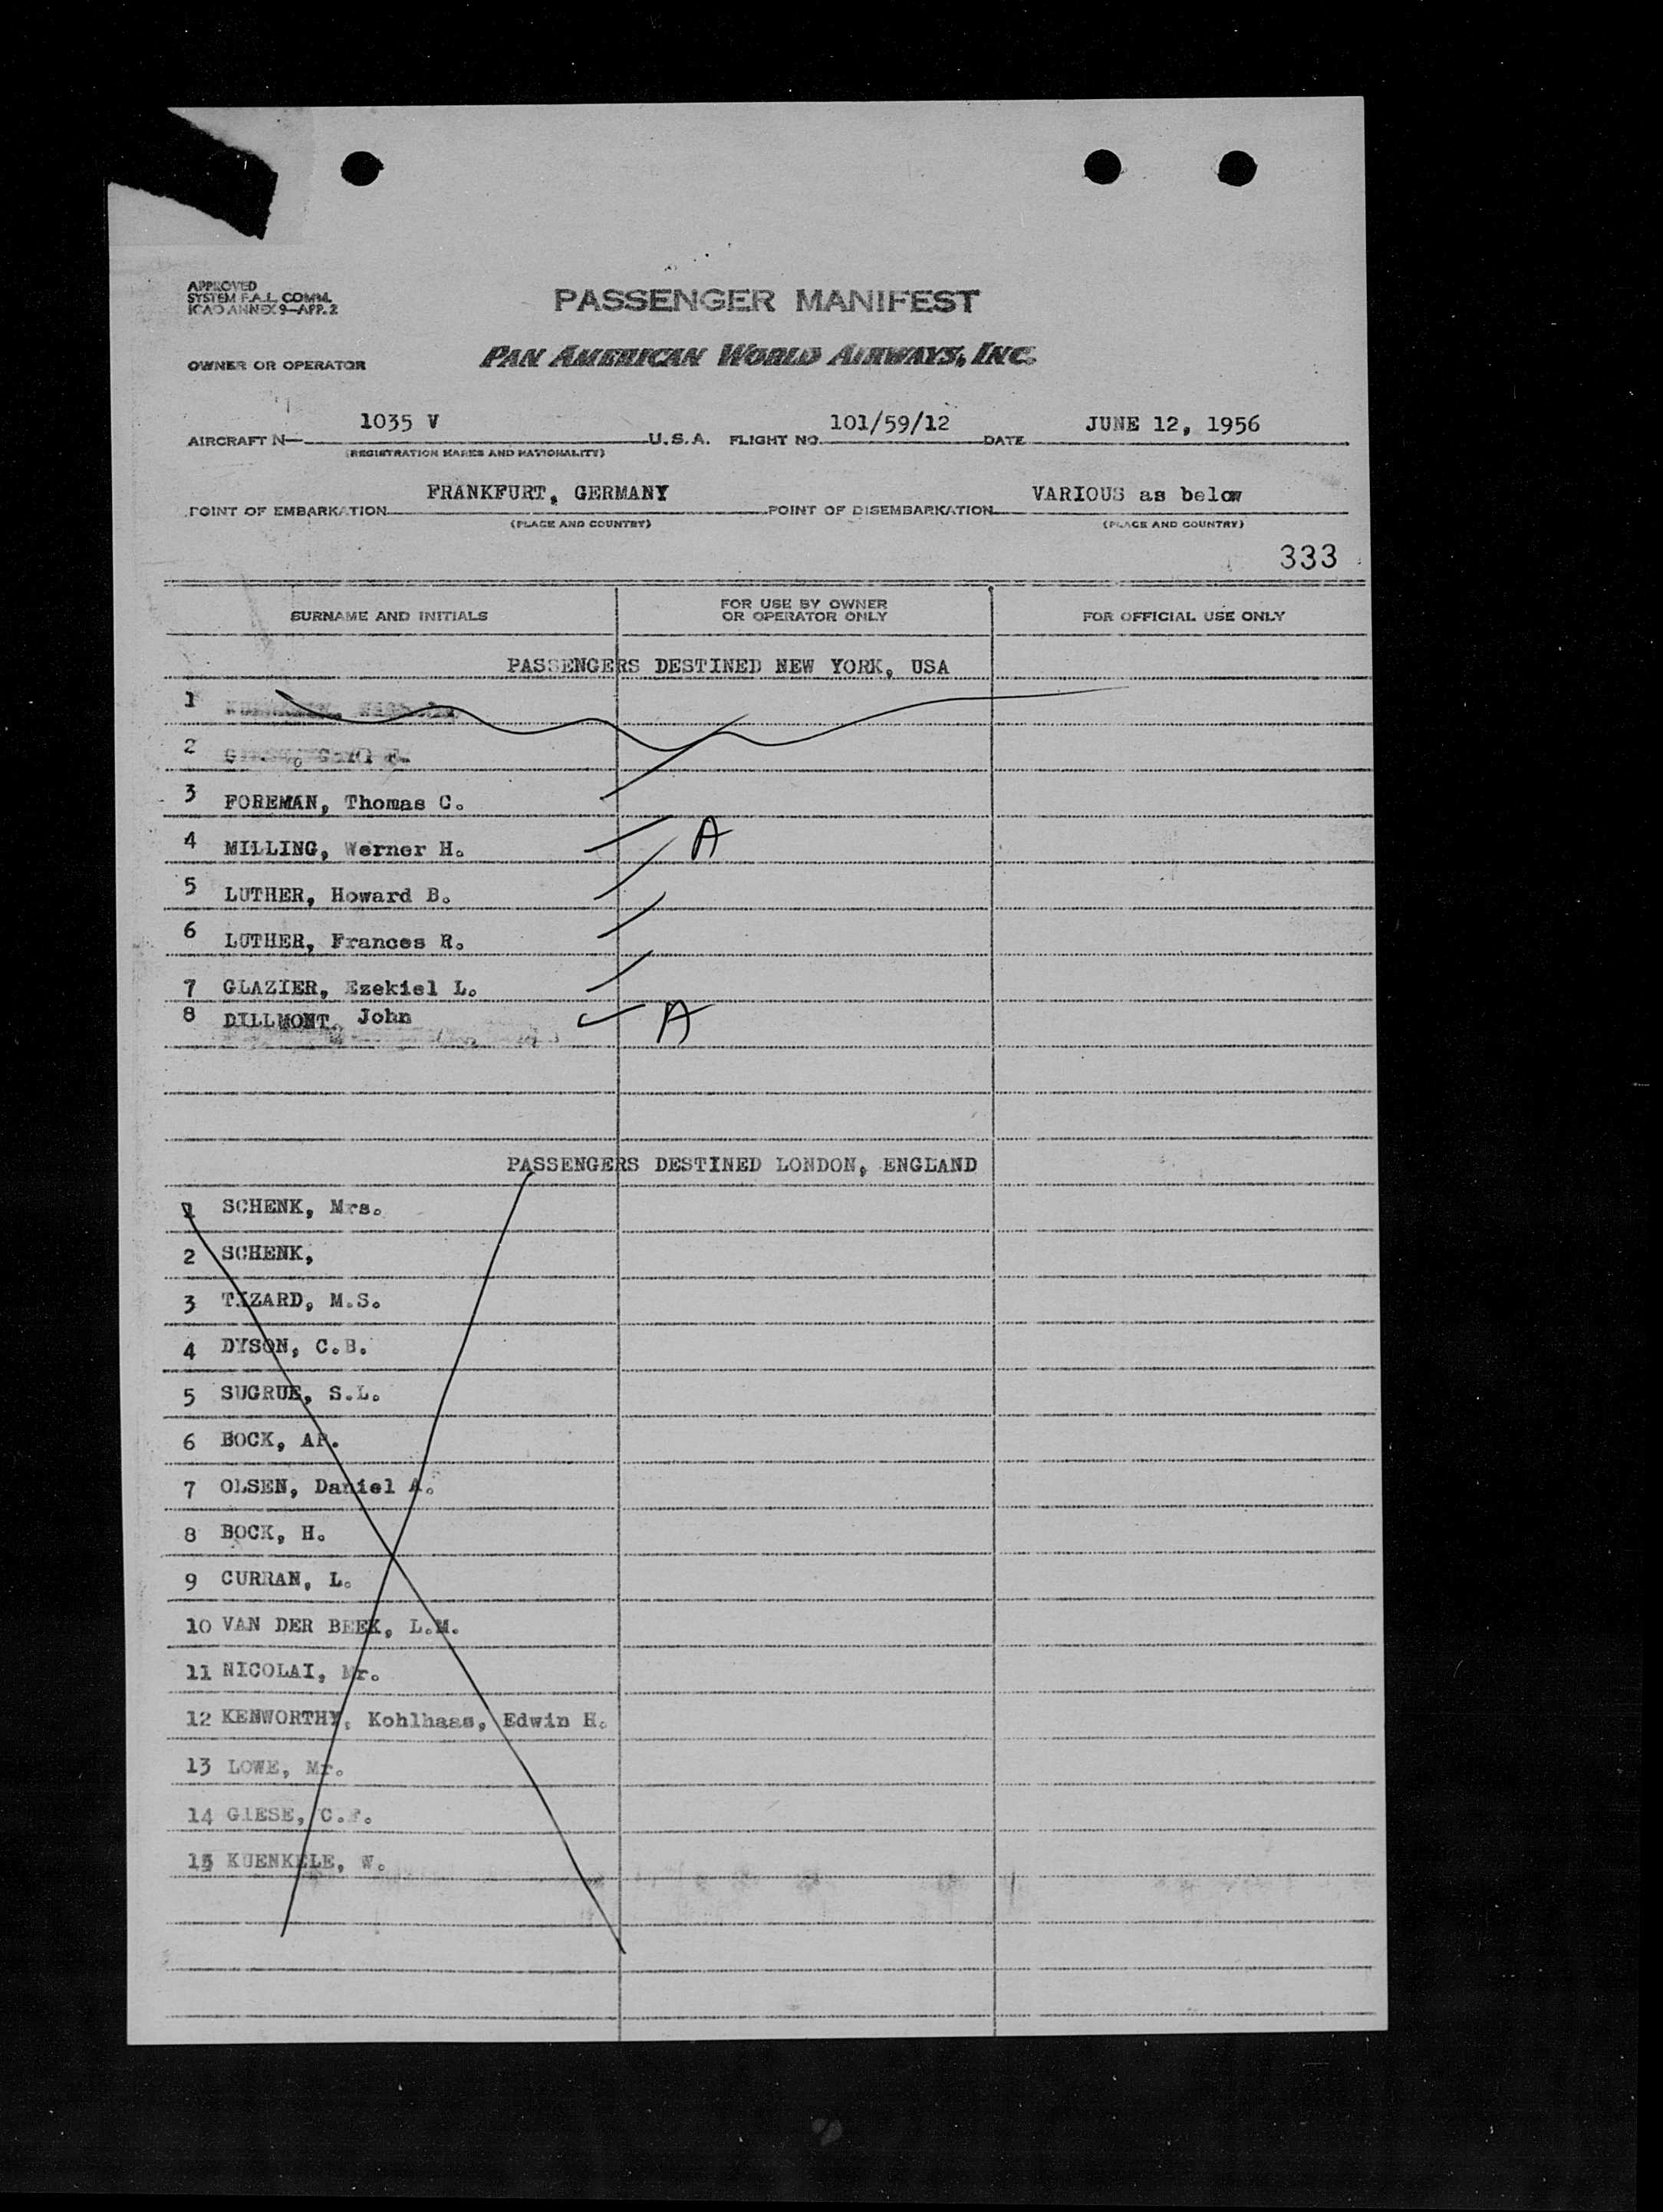 APPROVED
SYSTEM F.A.L. COMM.
ICAO ANNEX 9—APP. 2
PASSENGER MANIFEST
OWNER OR OPERATOR PAN AMERICAN WORLD AIRWAYS, INC.
AIRCRAFT N— 1035 V U.S.A. FLIGHT NO. 101/59/12 DATE JUNE 12, 1956
(REGISTRATION MARKS AND NATIONALITY)
POINT OF EMBARKATION FRANKFURT, GERMANY POINT OF DISEMBARKATION VARIOUS as below
(PLACE AND COUNTRY) (PLACE AND COUNTRY)
333
SURNAME AND INITIALS FOR USE BY OWNER OR OPERATOR ONLY FOR OFFICIAL USE ONLY
PASSENGERS DESTINED NEW YORK, USA
1
2
3 FOREMAN, Thomas C.
4 MILLING, Werner H. A
5 LUTHER, Howard B.
6 LUTHER, Frances R.
7 GLAZIER, Ezekiel L.
8 DILLMONT, John A
PASSENGERS DESTINED LONDON, ENGLAND
1 SCHENK, Mrs.
2 SCHENK,
3 TIZARD, M.S.
4 DYSON, C.B.
5 SUGRUE, S.L.
6 BOCK, AP.
7 OLSEN, Daniel A.
8 BOCK, H.
9 CURRAN, L.
10 VAN DER BEEK, L.M.
11 NICOLAI, Mr.
12 KENWORTHY, Kohlhaas, Edwin H.
13 LOWE, Mr.
14 GIESE, C.F.
15 KUENKELE, W.